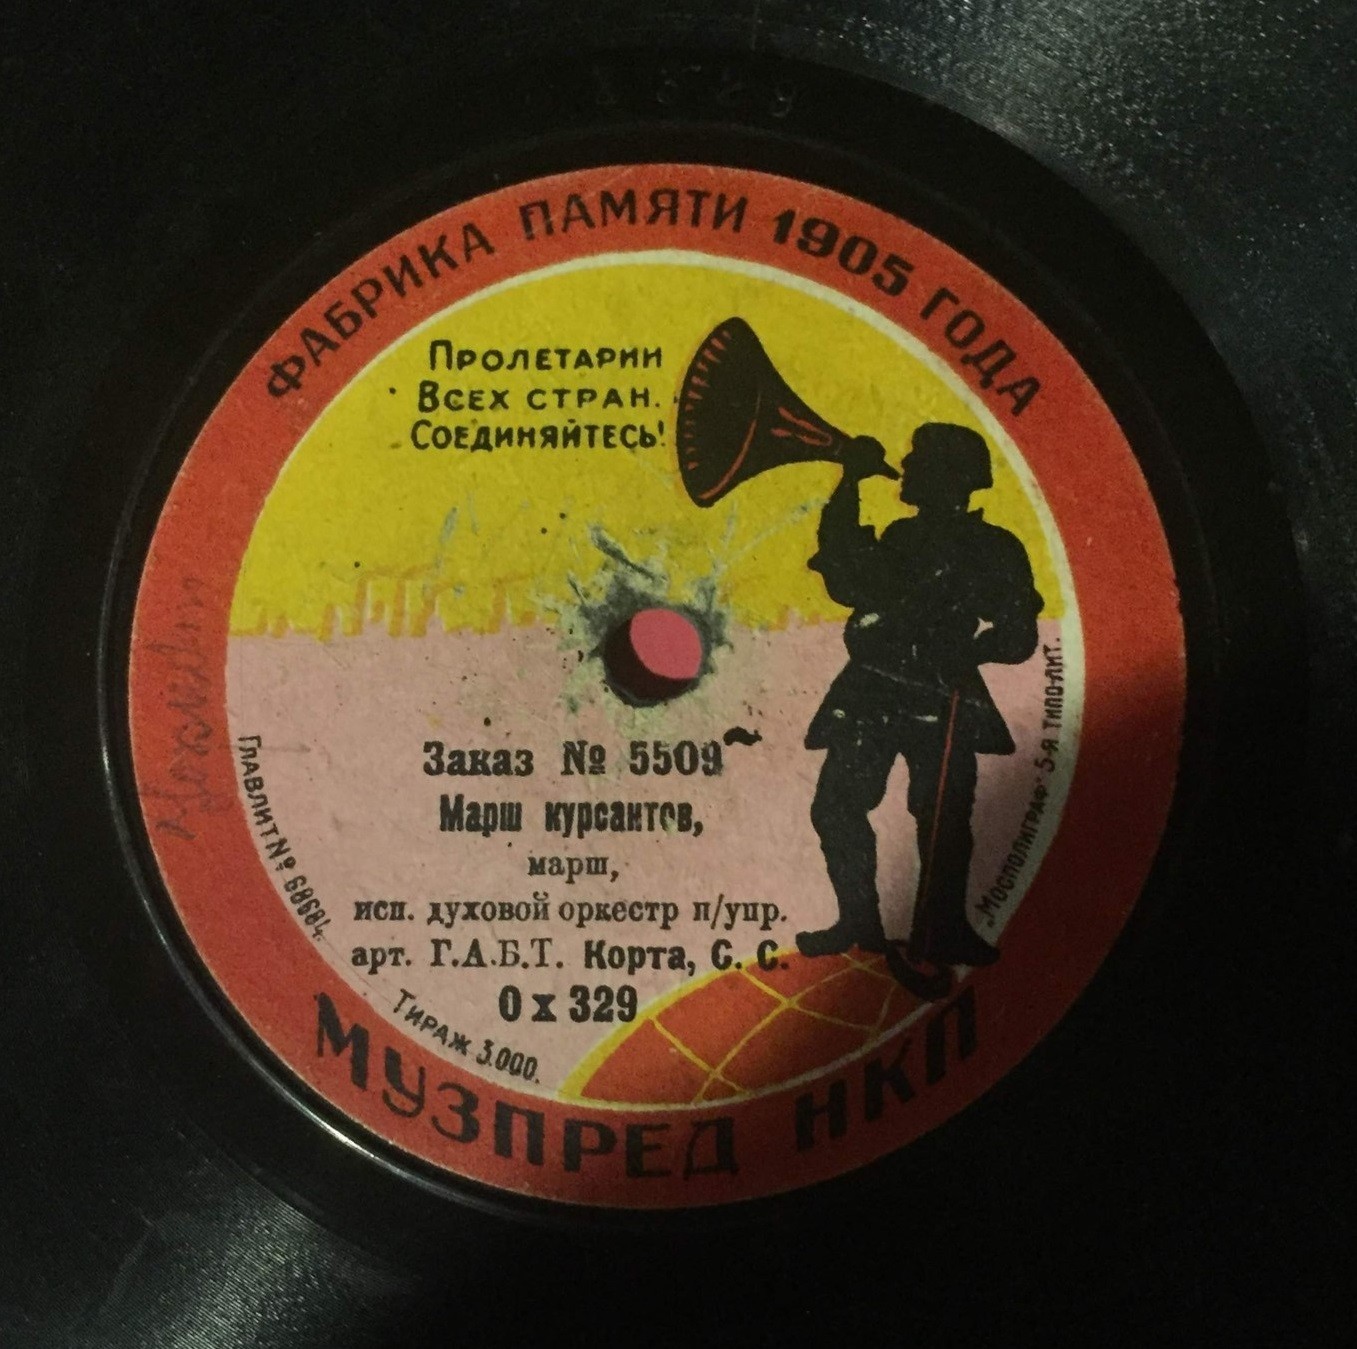 ФАБРИКА ПАМЯТИ 1905 ГОДА
ПРОЛЕТАРИИ
ВСЕХ СТРАН.
СОЕДИНЯЙТЕСЬ!
Заказ № 5509
Марш курсантов,
марш,
исп. духовой оркестр п/упр.
арт. Г.А.Б.Т. Корта, С. С.
0 х 329
ГЛАВЛИТ № 68684.
ТИРАЖ 3.000.
"МОСПОЛИГРАФ" 5-Я ТИПО-ЛИТ.
МУЗПРЕД НКП